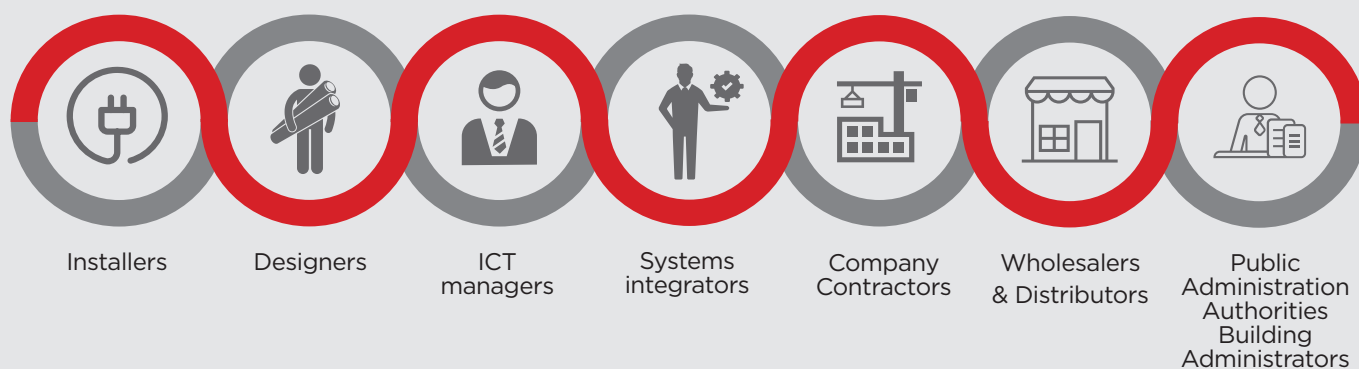 Installers
Designers
ICT
managers
Systems
integrators
Company
Contractors
Wholesalers
& Distributors
Public
Administration
Authorities
Building
Administrators